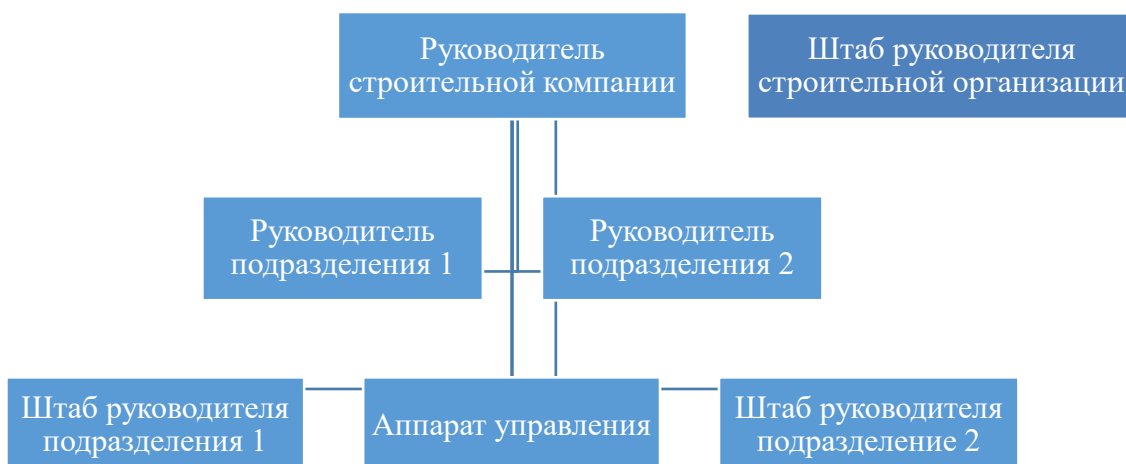 Руководитель
строительной компании
Штаб руководителя
строительной организации
Руководитель
подразделения 1
Руководитель
подразделения 2
Штаб руководителя
подразделения 1
Аппарат управления
Штаб руководителя
подразделение 2